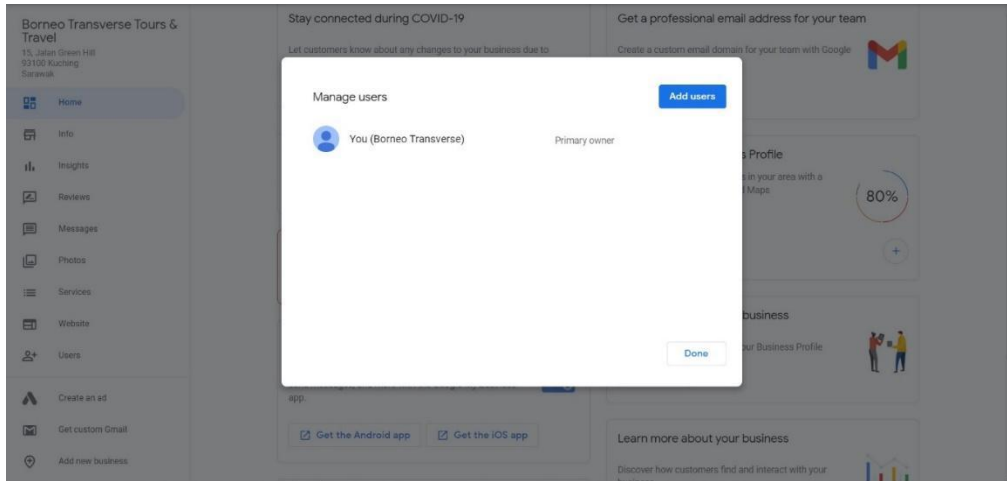 Borneo Transverse Tours &
Travel
15, Jalan Green Hill
93100 Kuching
Sarawak
Home
Info
Insights
Reviews
Messages
Photos
Services
Website
Users
Create an ad
Get custom Gmail
Add new business
Stay connected during COVID-19
Let customers know about any changes to your business due to
Get a professional email address for your team
Create a custom email domain for your team with Google
Manage users
Add users
You (Borneo Transverse)
Primary owner
Done
s Profile
s in your area with a
d Maps
80%
business
our Business Profile
app.
Get the Android app
Get the iOS app
Learn more about your business
Discover how customers find and interact with your